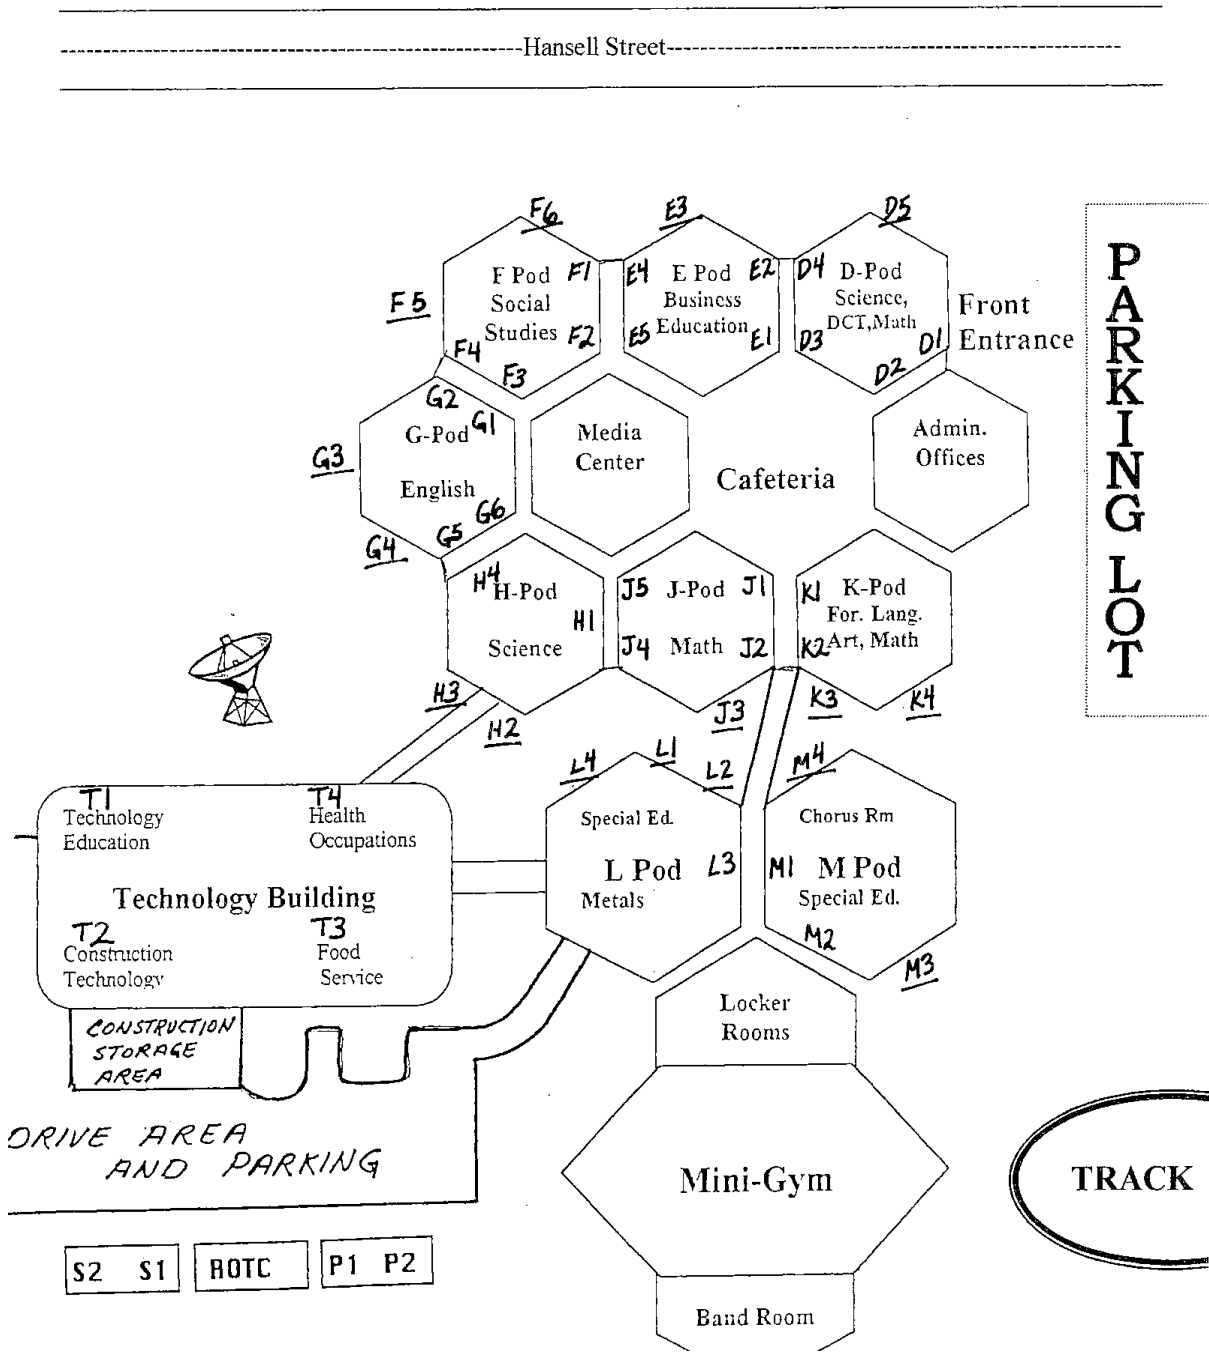 Hansell Street
F6
E3
D5
F Pod
F1
Social
Studies
F2
F5
F4
F3
E4
E Pod
E2
Business
E5
Education
E1
D4
D-Pod
Science,
DCT,Math
D3
D1
D2
Front
Entrance
PARKING LOT
G2
G1
G-Pod
G3
English
G6
G5
G4
Media
Center
Cafeteria
Admin.
Offices
H4
H-Pod
H1
Science
H3
H2
J5
J-Pod
J1
J4
Math
J2
J3
K1
K-Pod
For. Lang.
K2
Art, Math
K3
K4
L4
L1
L2
Special Ed.
L Pod
L3
Metals
M4
Chorus Rm
M1
M Pod
Special Ed.
M2
M3
T1
Technology
Education
T4
Health
Occupations
Technology Building
T2
Construction
Technology
T3
Food
Service
CONSTRUCTION
STORAGE
AREA
Locker
Rooms
DRIVE AREA
AND PARKING
Mini-Gym
TRACK
S2 S1
ROTC
P1 P2
Band Room